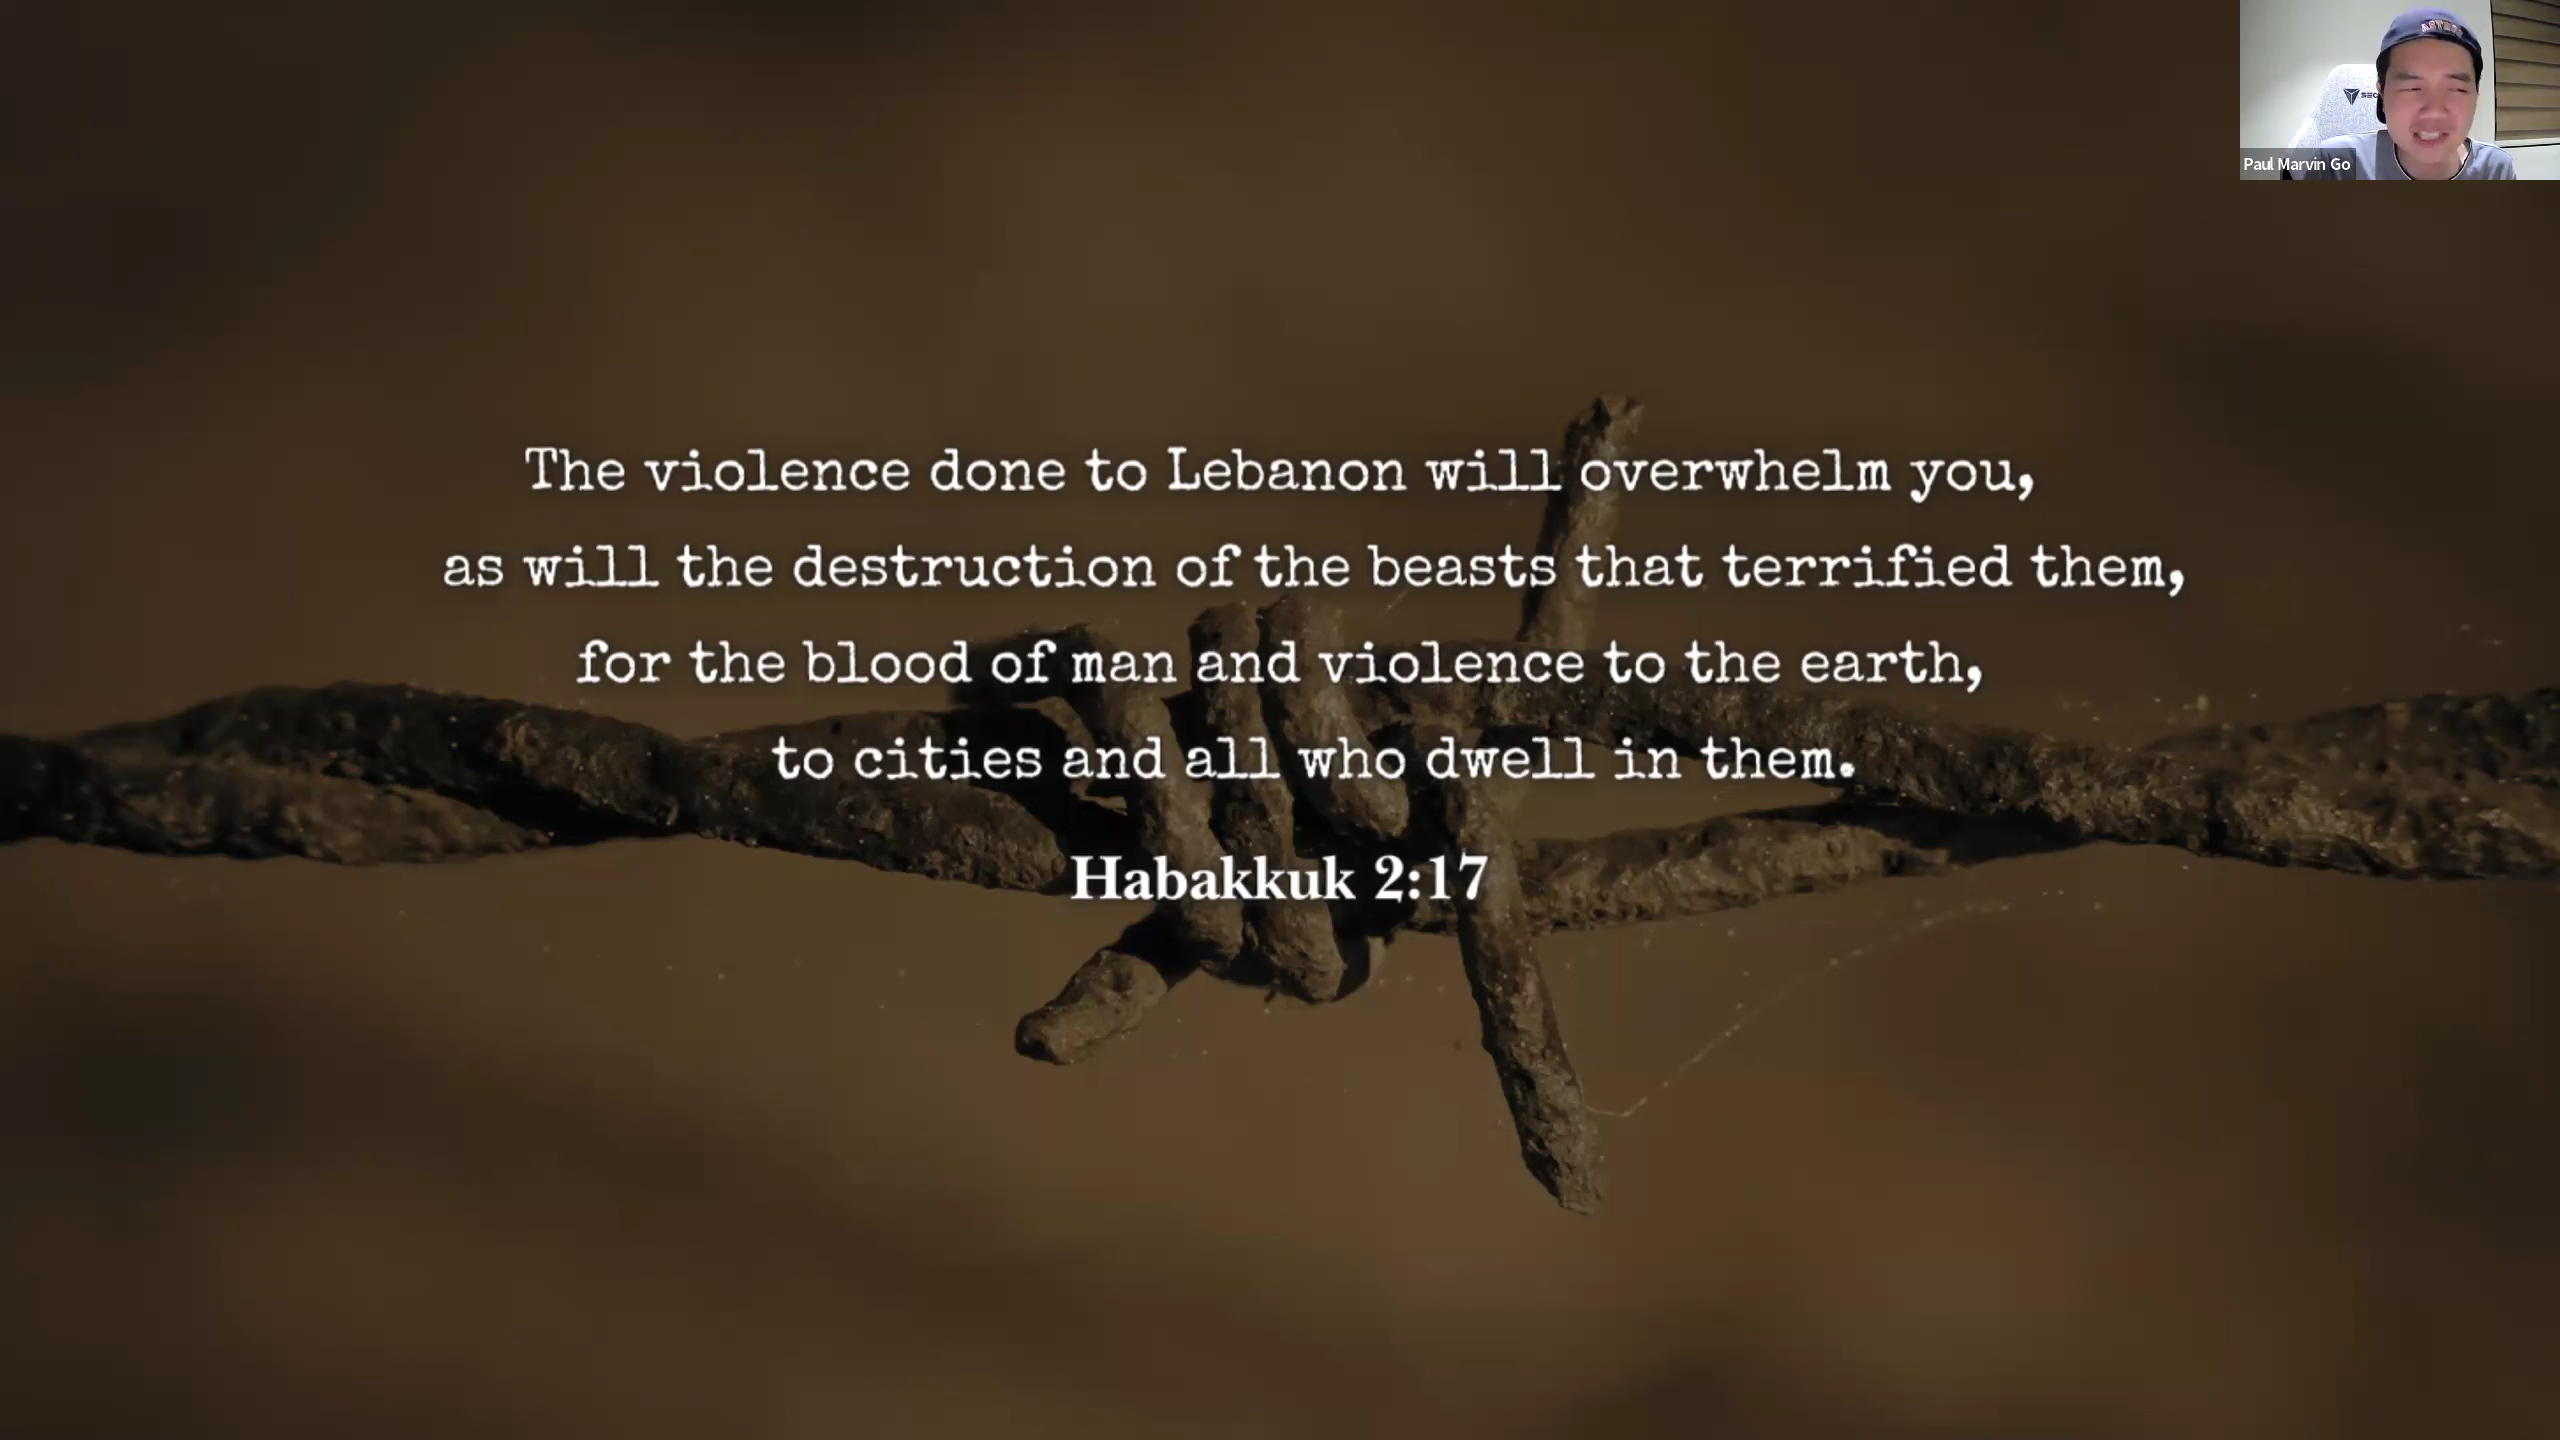 The violence done to Lebanon will overwhelm you,
as will the destruction of the beasts that terrified them,
for the blood of man and violence to the earth,
to cities and all who dwell in them.
Habakkuk 2:17
ASTROS
SEC
Paul Marvin Go